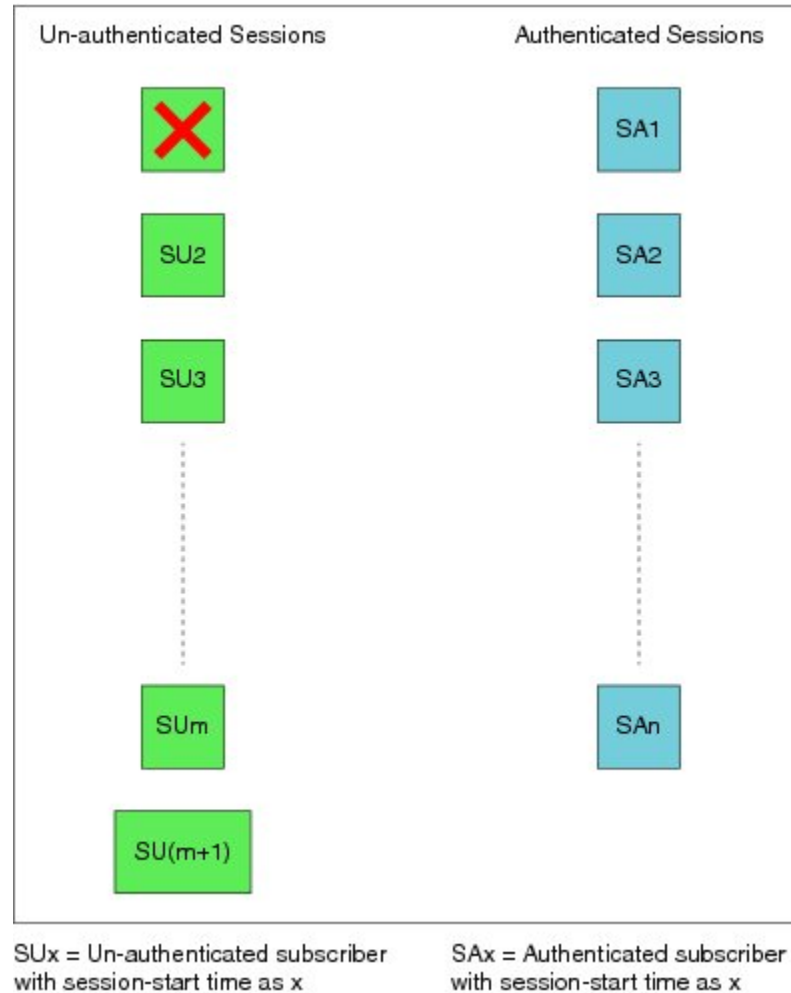 Un-authenticated Sessions
Authenticated Sessions
SA1
SU2
SA2
SU3
SA3
SUm
SAn
SU(m+1)
SUx = Un-authenticated subscriber
with session-start time as x
SAx = Authenticated subscriber
with session-start time as x